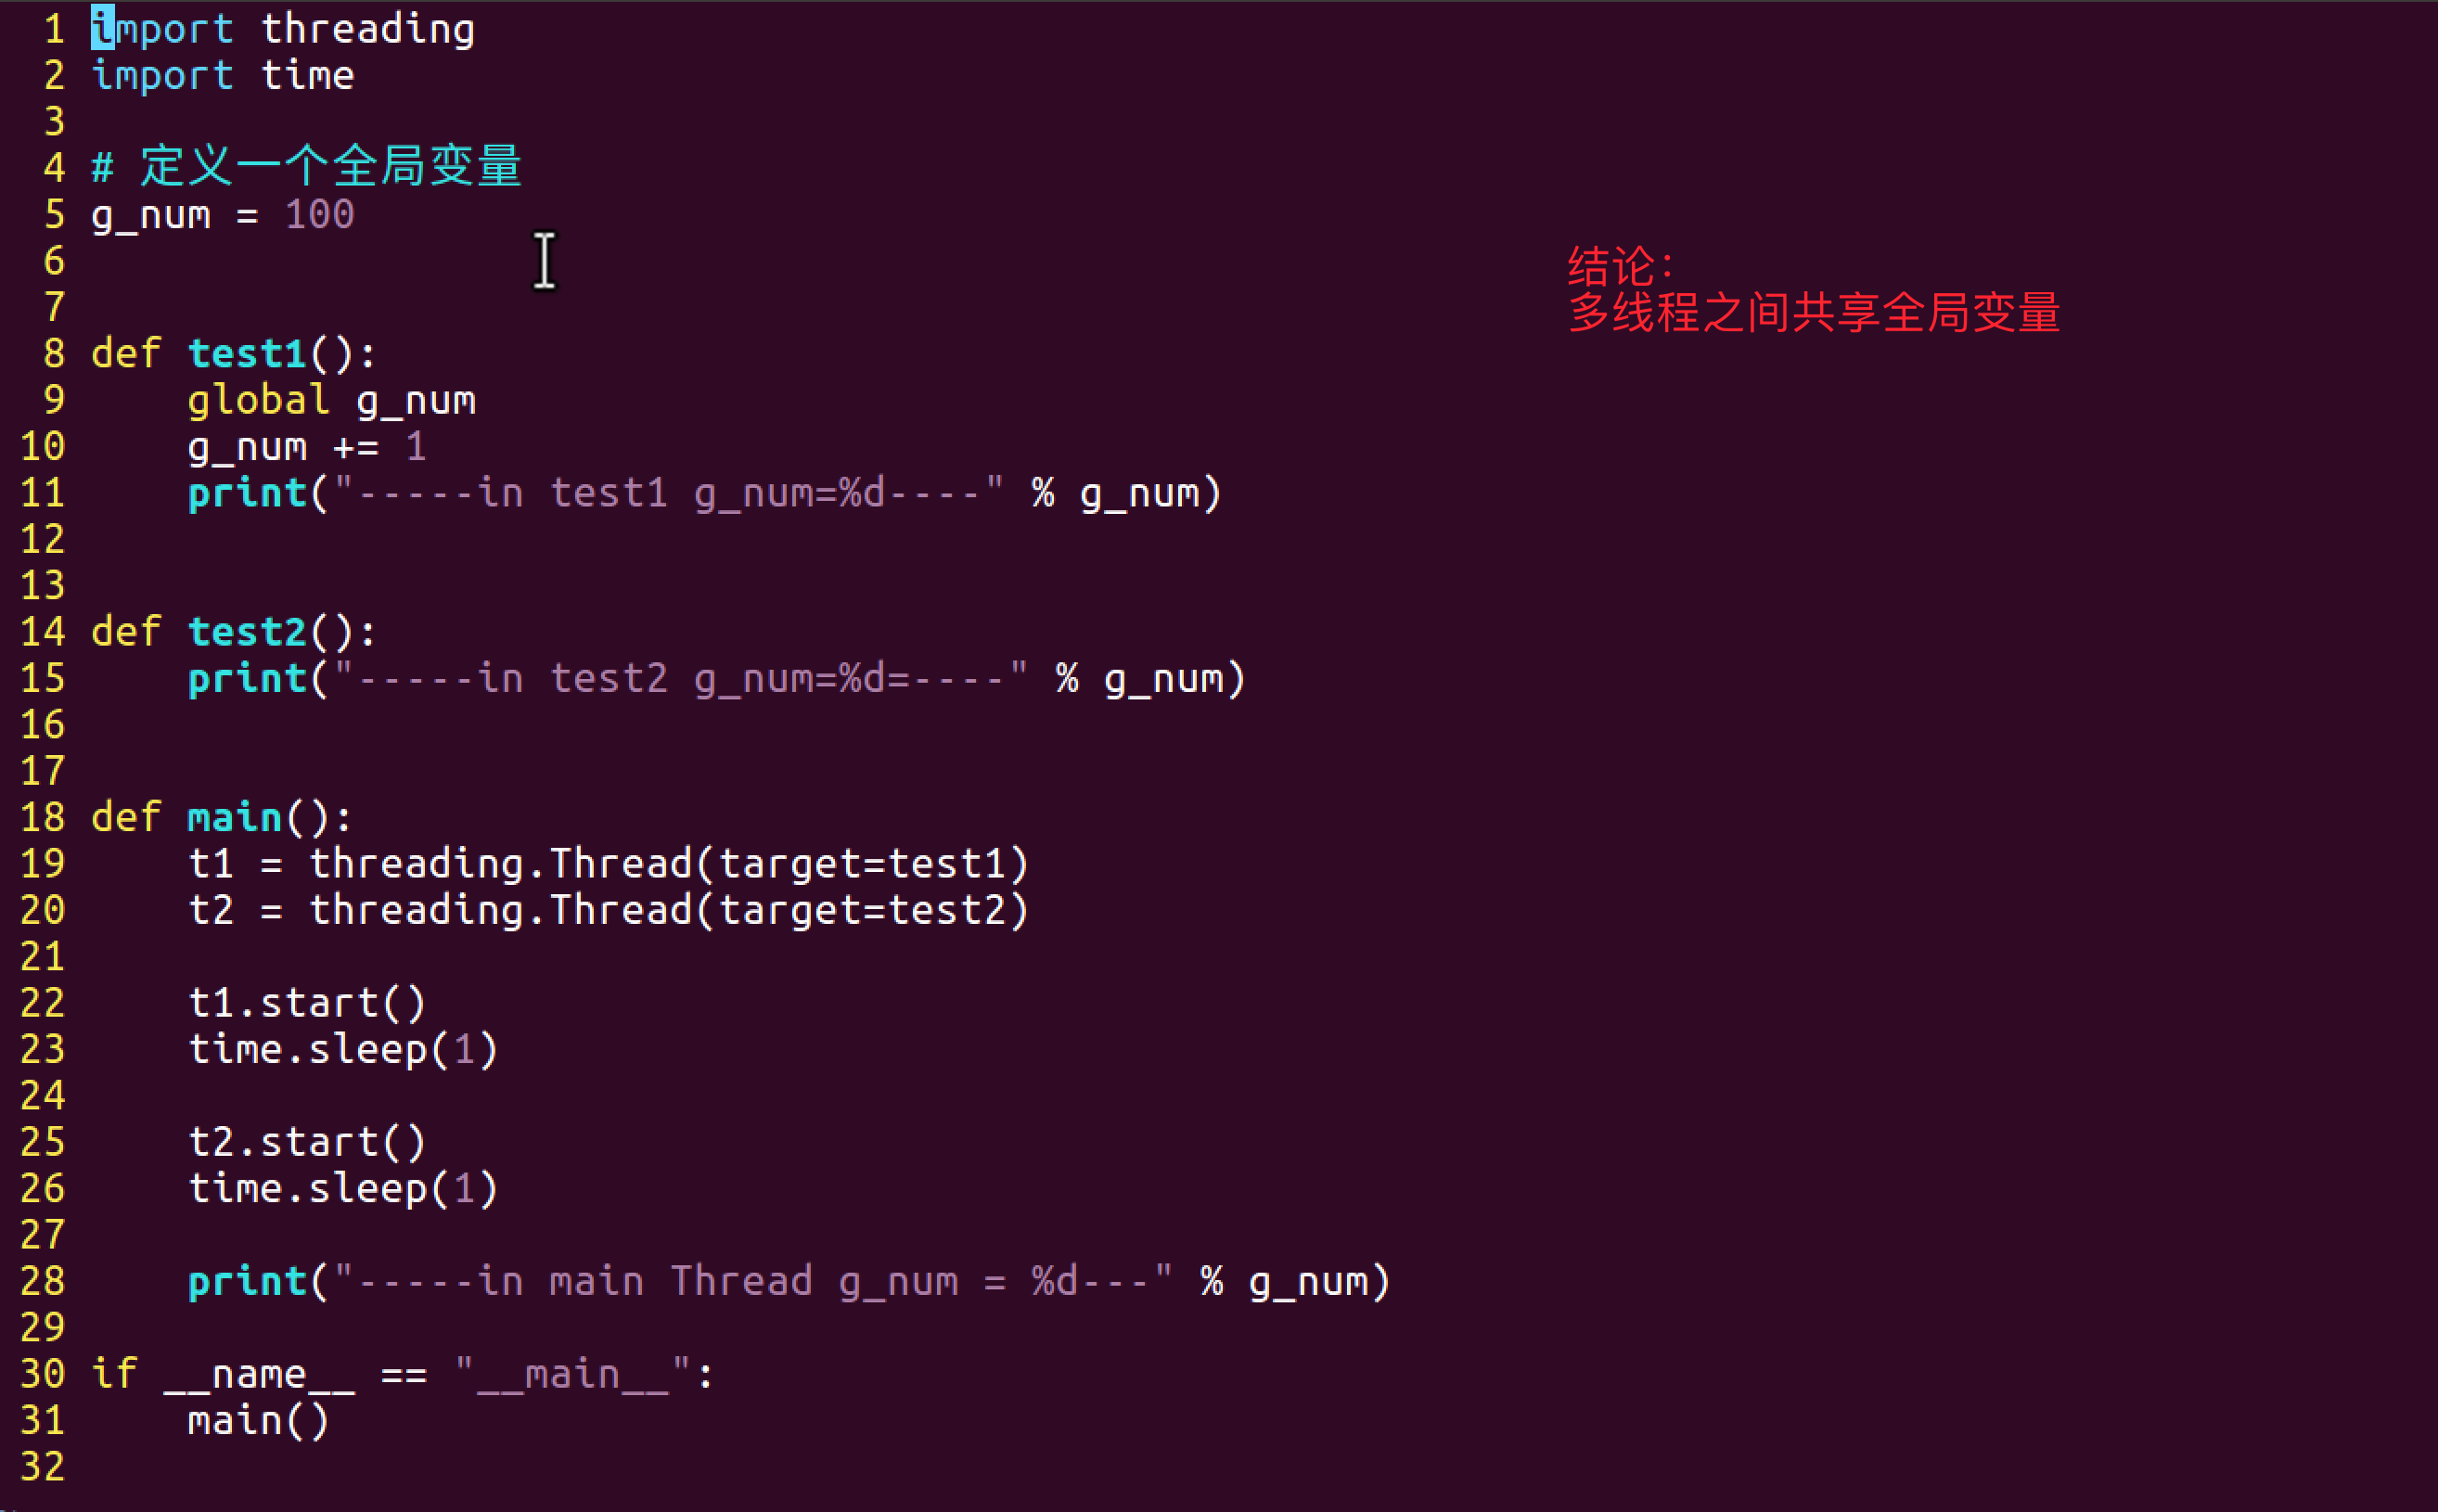 1 import threading
2 import time
3
4 # 定义一个全局变量
5 g_num = 100
6
结论：
7
多线程之间共享全局变量
8 def test1():
9     global g_num
10     g_num += 1
11     print("-----in test1 g_num=%d----" % g_num)
12
13
14 def test2():
15     print("-----in test2 g_num=%d=----" % g_num)
16
17
18 def main():
19     t1 = threading.Thread(target=test1)
20     t2 = threading.Thread(target=test2)
21
22     t1.start()
23     time.sleep(1)
24
25     t2.start()
26     time.sleep(1)
27
28     print("-----in main Thread g_num = %d---" % g_num)
29
30 if __name__ == "__main__":
31     main()
32